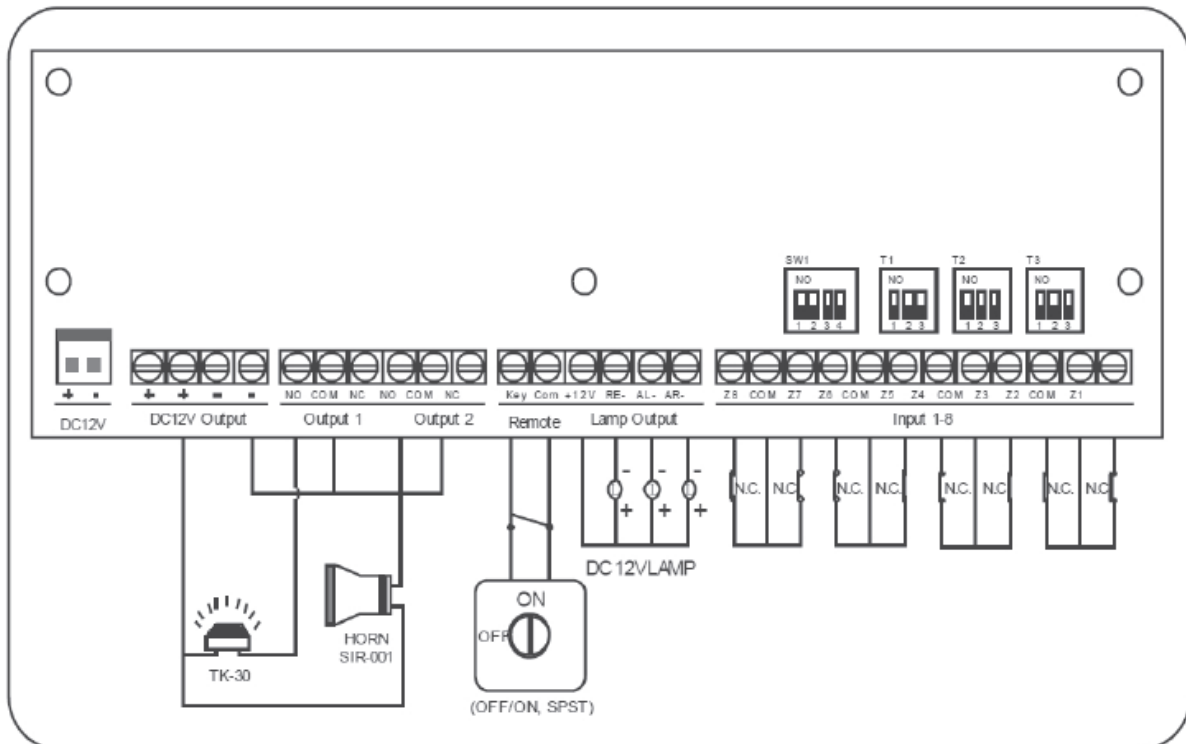 SW1 T1 T2 T3
NO NO NO NO
1 2 3 4 1 2 3 1 2 3 1 2 3
+ - + + - - NO COM NC NO COM NC Key Com +12V RE- AL- AR- Z8 COM Z7 Z6 COM Z5 Z4 COM Z3 Z2 COM Z1
DC12V DC12V Output Output 1 Output 2 Remote Lamp Output Input 1-8
- - -
N.C. N.C N.C. N.C. N.C. N.C. N.C. N.C
+ + +
DC 12VLAMP
ON
OFF
HORN
SIR-001
TK-30
(OFF/ON, SPST)